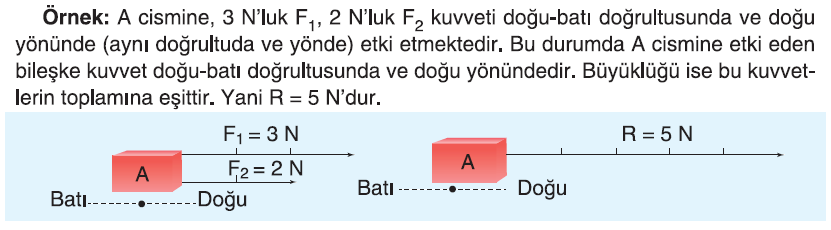 Örnek: A cismine, 3 N’luk F₁, 2 N’luk F₂ kuvveti doğu-batı doğrultusunda ve doğu
yönünde (aynı doğrultuda ve yönde) etki etmektedir. Bu durumda A cismine etki eden
bileşke kuvvet doğu-batı doğrultusunda ve doğu yönündedir. Büyüklüğü ise bu kuvvet-
lerin toplamına eşittir. Yani R = 5 N’dur.
F₁ = 3 N
A
F₂ = 2 N
Batı
Doğu
R = 5 N
A
Batı
Doğu